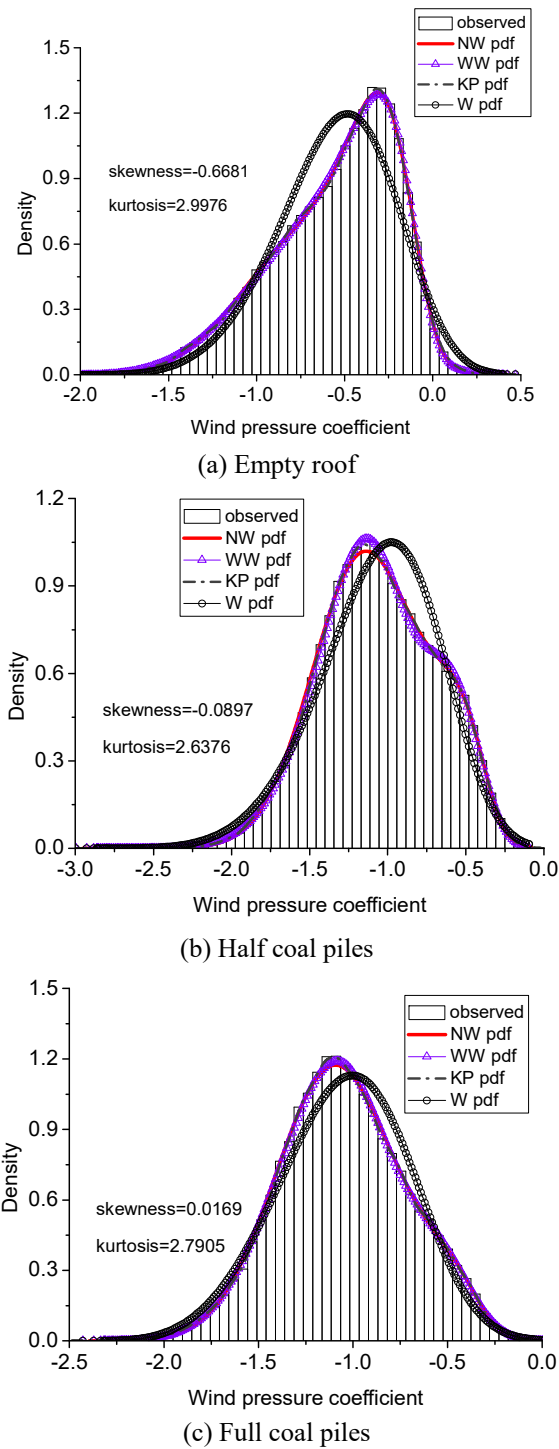 observed
NW pdf
WW pdf
KP pdf
W pdf
1.5
1.2
0.9
0.6
0.3
0.0
Density
skewness=-0.6681
kurtosis=2.9976
-2.0 -1.5 -1.0 -0.5 0.0 0.5
Wind pressure coefficient
(a) Empty roof
observed
NW pdf
WW pdf
KP pdf
W pdf
1.2
0.9
0.6
0.3
0.0
Density
skewness=-0.0897
kurtosis=2.6376
-3.0 -2.5 -2.0 -1.5 -1.0 -0.5 0.0
Wind pressure coefficient
(b) Half coal piles
observed
NW pdf
WW pdf
KP pdf
W pdf
1.5
1.2
0.9
0.6
0.3
0.0
Density
skewness=0.0169
kurtosis=2.7905
-2.5 -2.0 -1.5 -1.0 -0.5 0.0
Wind pressure coefficient
(c) Full coal piles